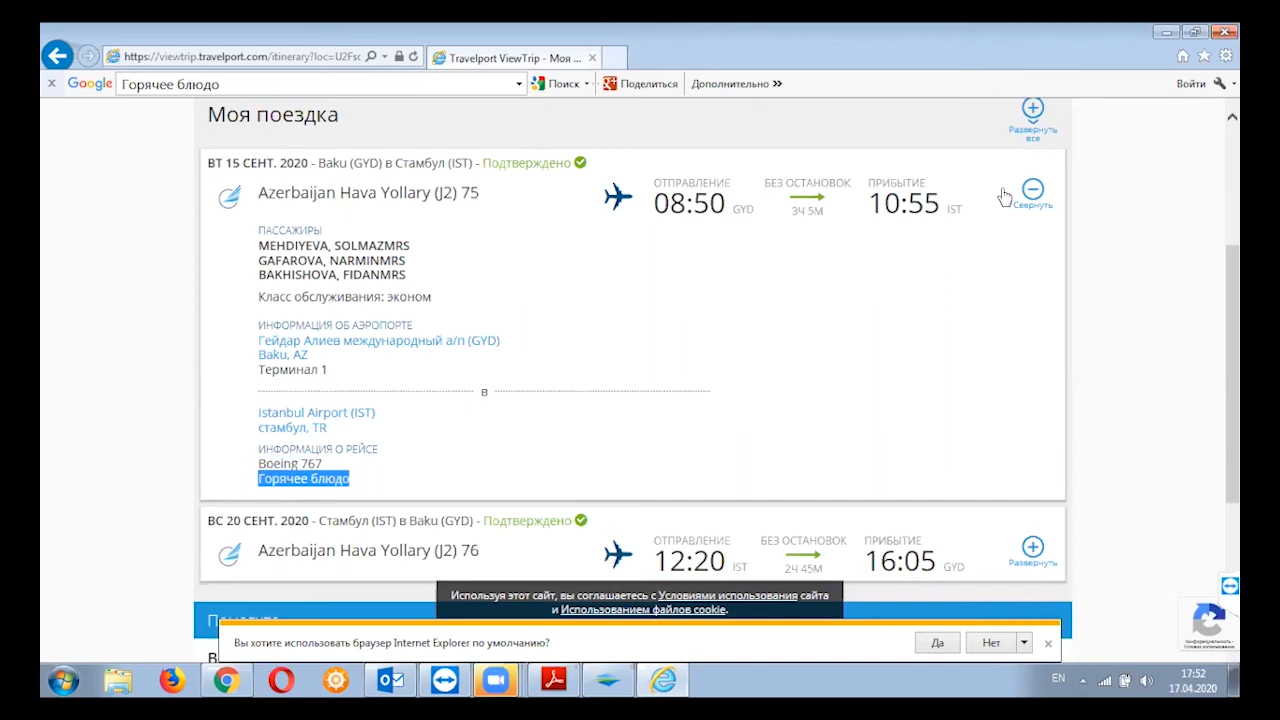 https://viewtrip.travelport.com/itinerary?loc=U2Fsc
Travelport ViewTrip - Моя ...
Google
Горячее блюдо
Поиск
Поделиться
Дополнительно »
Войти
Моя поездка
Развернуть
все
ВТ 15 СЕНТ. 2020 - Baku (GYD) в Стамбул (IST) - Подтверждено
Azerbaijan Hava Yollary (J2) 75
ОТПРАВЛЕНИЕ
08:50 GYD
БЕЗ ОСТАНОВОК
3Ч 5М
ПРИБЫТИЕ
10:55 IST
Свернуть
ПАССАЖИРЫ
MEHDIYEVA, SOLMAZMRS
GAFAROVA, NARMINMRS
BAKHISHOVA, FIDANMRS
Класс обслуживания: эконом
ИНФОРМАЦИЯ ОБ АЭРОПОРТЕ
Гейдар Алиев международный а/п (GYD)
Baku, AZ
Терминал 1
в
Istanbul Airport (IST)
стамбул, TR
ИНФОРМАЦИЯ О РЕЙСЕ
Boeing 767
Горячее блюдо
ВС 20 СЕНТ. 2020 - Стамбул (IST) в Baku (GYD) - Подтверждено
Azerbaijan Hava Yollary (J2) 76
ОТПРАВЛЕНИЕ
12:20 IST
БЕЗ ОСТАНОВОК
2Ч 45М
ПРИБЫТИЕ
16:05 GYD
Развернуть
Используя этот сайт, вы соглашаетесь с Условиями использования сайта
и Использованием файлов cookie.
Вы хотите использовать браузер Internet Explorer по умолчанию?
Да
Нет
EN
17:52
17.04.2020